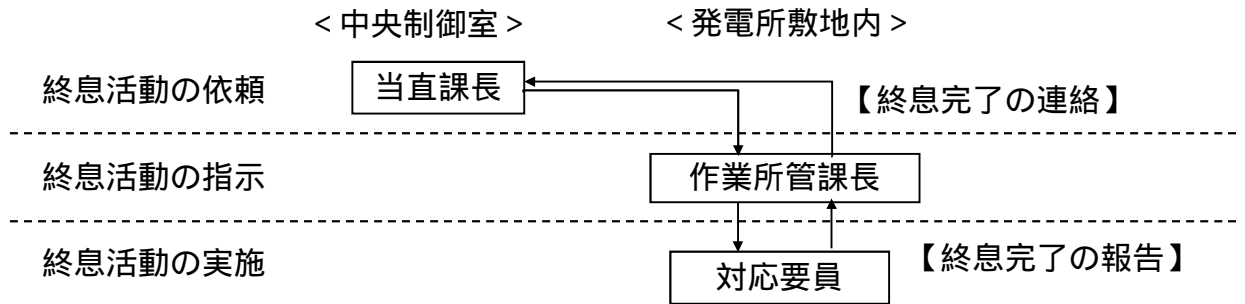 <中央制御室> <発電所敷地内>
終息活動の依頼 当直課長 【終息完了の連絡】
終息活動の指示 作業所管課長
終息活動の実施 対応要員 【終息完了の報告】